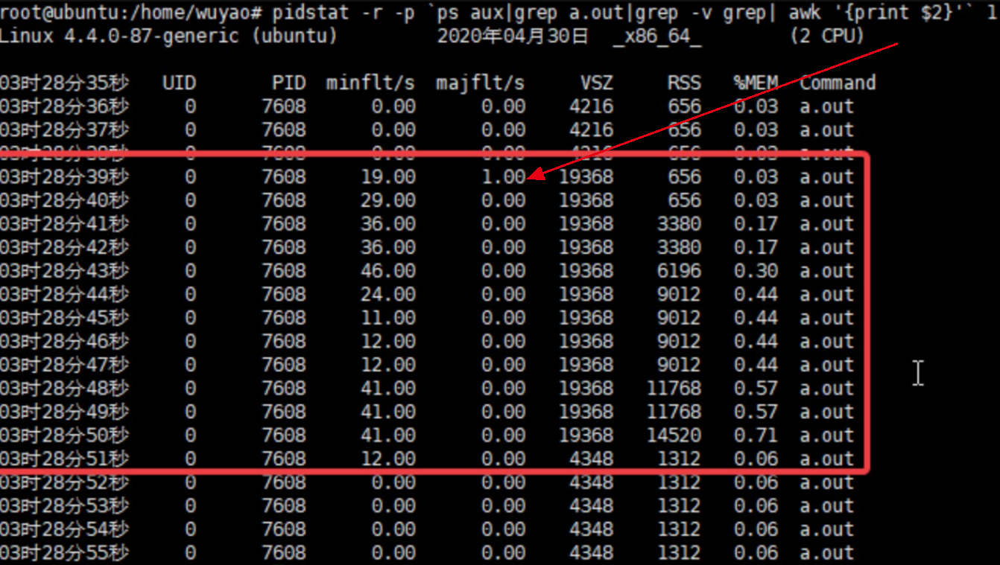 root@ubuntu:/home/wuyao# pidstat -r -p `ps aux|grep a.out|grep -v grep| awk '{print $2}'` 1
Linux 4.4.0-87-generic (ubuntu) 2020年04月30日 _x86_64_ (2 CPU)
03时28分35秒 UID PID minflt/s majflt/s VSZ RSS %MEM Command
03时28分36秒 0 7608 0.00 0.00 4216 656 0.03 a.out
03时28分37秒 0 7608 0.00 0.00 4216 656 0.03 a.out
03时28分38秒 0 7608 0.00 0.00 4216 656 0.03 a.out
03时28分39秒 0 7608 19.00 1.00 19368 656 0.03 a.out
03时28分40秒 0 7608 29.00 0.00 19368 656 0.03 a.out
03时28分41秒 0 7608 36.00 0.00 19368 3380 0.17 a.out
03时28分42秒 0 7608 36.00 0.00 19368 3380 0.17 a.out
03时28分43秒 0 7608 46.00 0.00 19368 6196 0.30 a.out
03时28分44秒 0 7608 24.00 0.00 19368 9012 0.44 a.out
03时28分45秒 0 7608 11.00 0.00 19368 9012 0.44 a.out
03时28分46秒 0 7608 12.00 0.00 19368 9012 0.44 a.out
03时28分47秒 0 7608 12.00 0.00 19368 9012 0.44 a.out
03时28分48秒 0 7608 41.00 0.00 19368 11768 0.57 a.out
03时28分49秒 0 7608 41.00 0.00 19368 11768 0.57 a.out
03时28分50秒 0 7608 41.00 0.00 19368 14520 0.71 a.out
03时28分51秒 0 7608 12.00 0.00 4348 1312 0.06 a.out
03时28分52秒 0 7608 0.00 0.00 4348 1312 0.06 a.out
03时28分53秒 0 7608 0.00 0.00 4348 1312 0.06 a.out
03时28分54秒 0 7608 0.00 0.00 4348 1312 0.06 a.out
03时28分55秒 0 7608 0.00 0.00 4348 1312 0.06 a.out